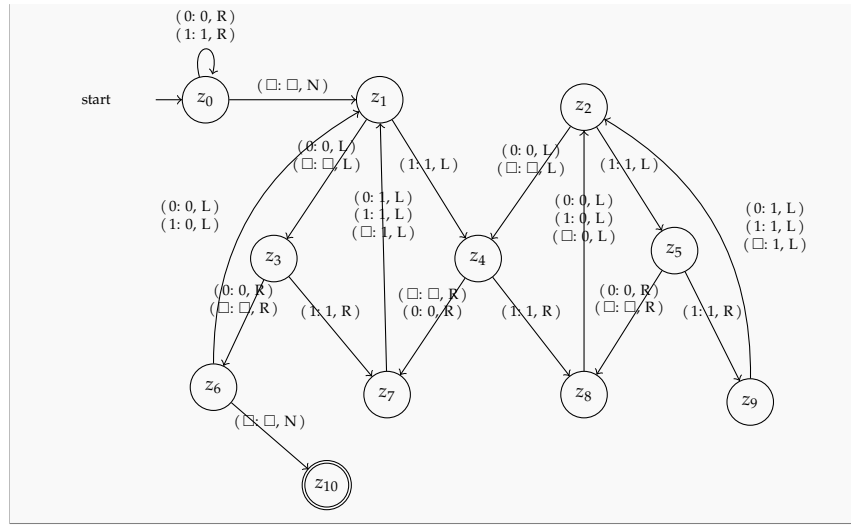 (0: 0, R)
(1: 1, R)
start
z0
(□: □, N)
z1
z2
(0: 0, L)
(□: □, L)
(1: 1, L)
(0: 0, L)
(□: □, L)
(1: 1, L)
(0: 0, L)
(1: 0, L)
(0: 1, L)
(1: 1, L)
(□: 1, L)
(0: 0, L)
(1: 0, L)
(□: 0, L)
(0: 1, L)
(1: 1, L)
(□: 1, L)
z3
z4
z5
(0: 0, R)
(□: □, R)
(1: 1, R)
(□: □, R)
(0: 0, R)
(1: 1, R)
(0: 0, R)
(□: □, R)
(1: 1, R)
z6
z7
z8
z9
(□: □, N)
z10